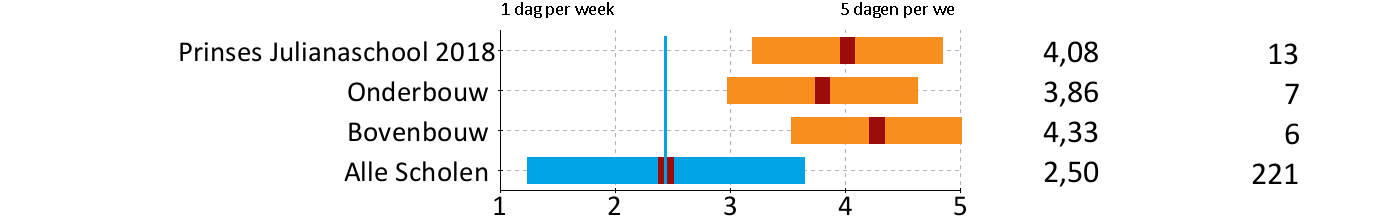 1 dag per week 5 dagen per we
Prinses Julianaschool 2018 4,08 13
Onderbouw 3,86 7
Bovenbouw 4,33 6
Alle Scholen 2,50 221
1 2 3 4 5